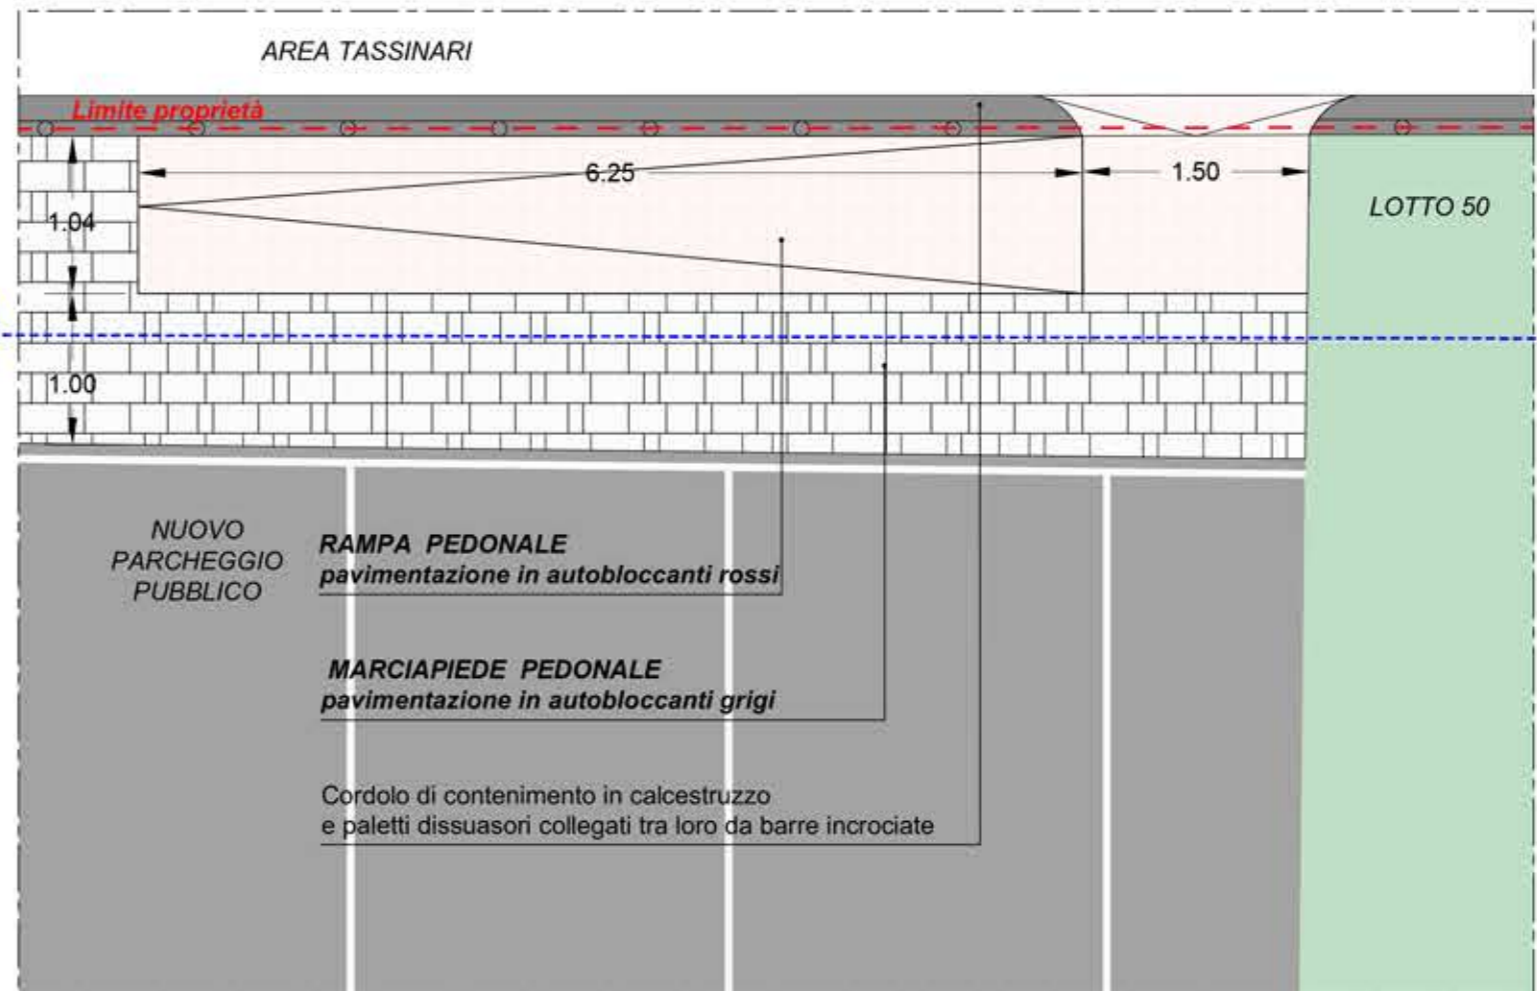 AREA TASSINARI
Limite proprietà
6.25
1.50
1.04
LOTTO 50
1.00
NUOVO
PARCHEGGIO
PUBBLICO
RAMPA PEDONALE
pavimentazione in autobloccanti rossi
MARCIAPIEDE PEDONALE
pavimentazione in autobloccanti grigi
Cordolo di contenimento in calcestruzzo
e paletti dissuasori collegati tra loro da barre incrociate